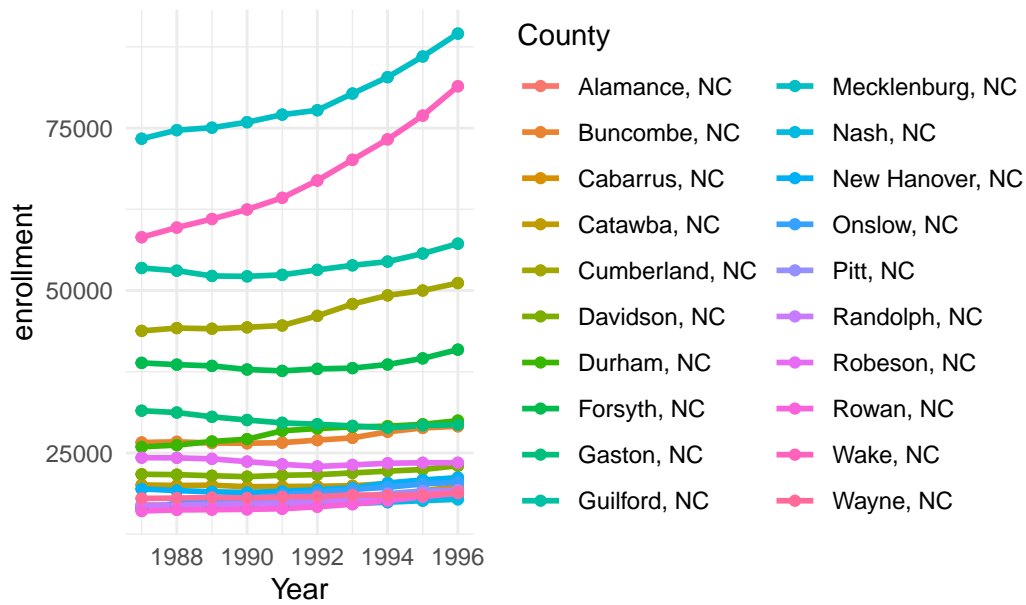 75000
50000
25000
enrollment
1988 1990 1992 1994 1996
Year
County
Alamance, NC
Buncombe, NC
Cabarrus, NC
Catawba, NC
Cumberland, NC
Davidson, NC
Durham, NC
Forsyth, NC
Gaston, NC
Guilford, NC
Mecklenburg, NC
Nash, NC
New Hanover, NC
Onslow, NC
Pitt, NC
Randolph, NC
Robeson, NC
Rowan, NC
Wake, NC
Wayne, NC